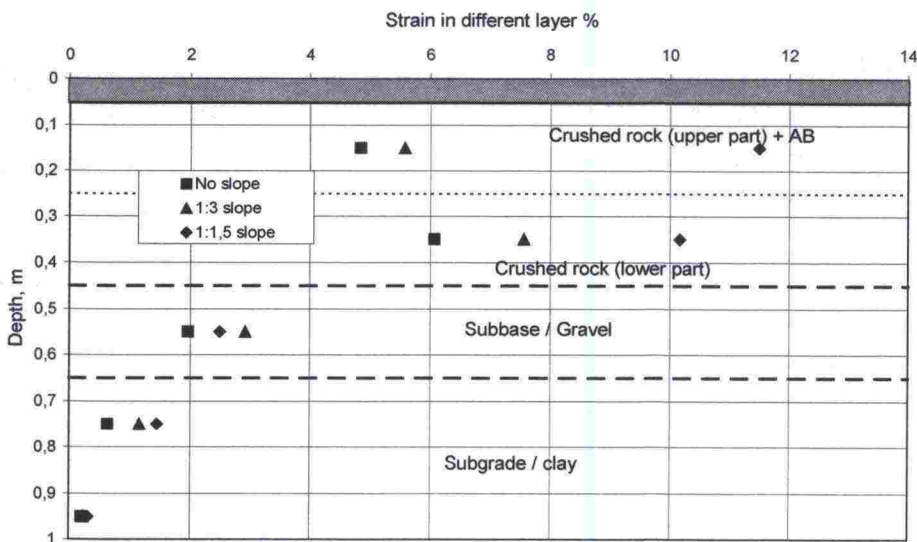 Strain in different layer %
0 2 4 6 8 10 12 14
0
0,1
Crushed rock (upper part) + AB
0,2
No slope
1:3 slope
1:1,5 slope
0,3
0,4
Crushed rock (lower part)
0,5
Subbase / Gravel
0,6
0,7
0,8
Subgrade / clay
0,9
1
Depth, m